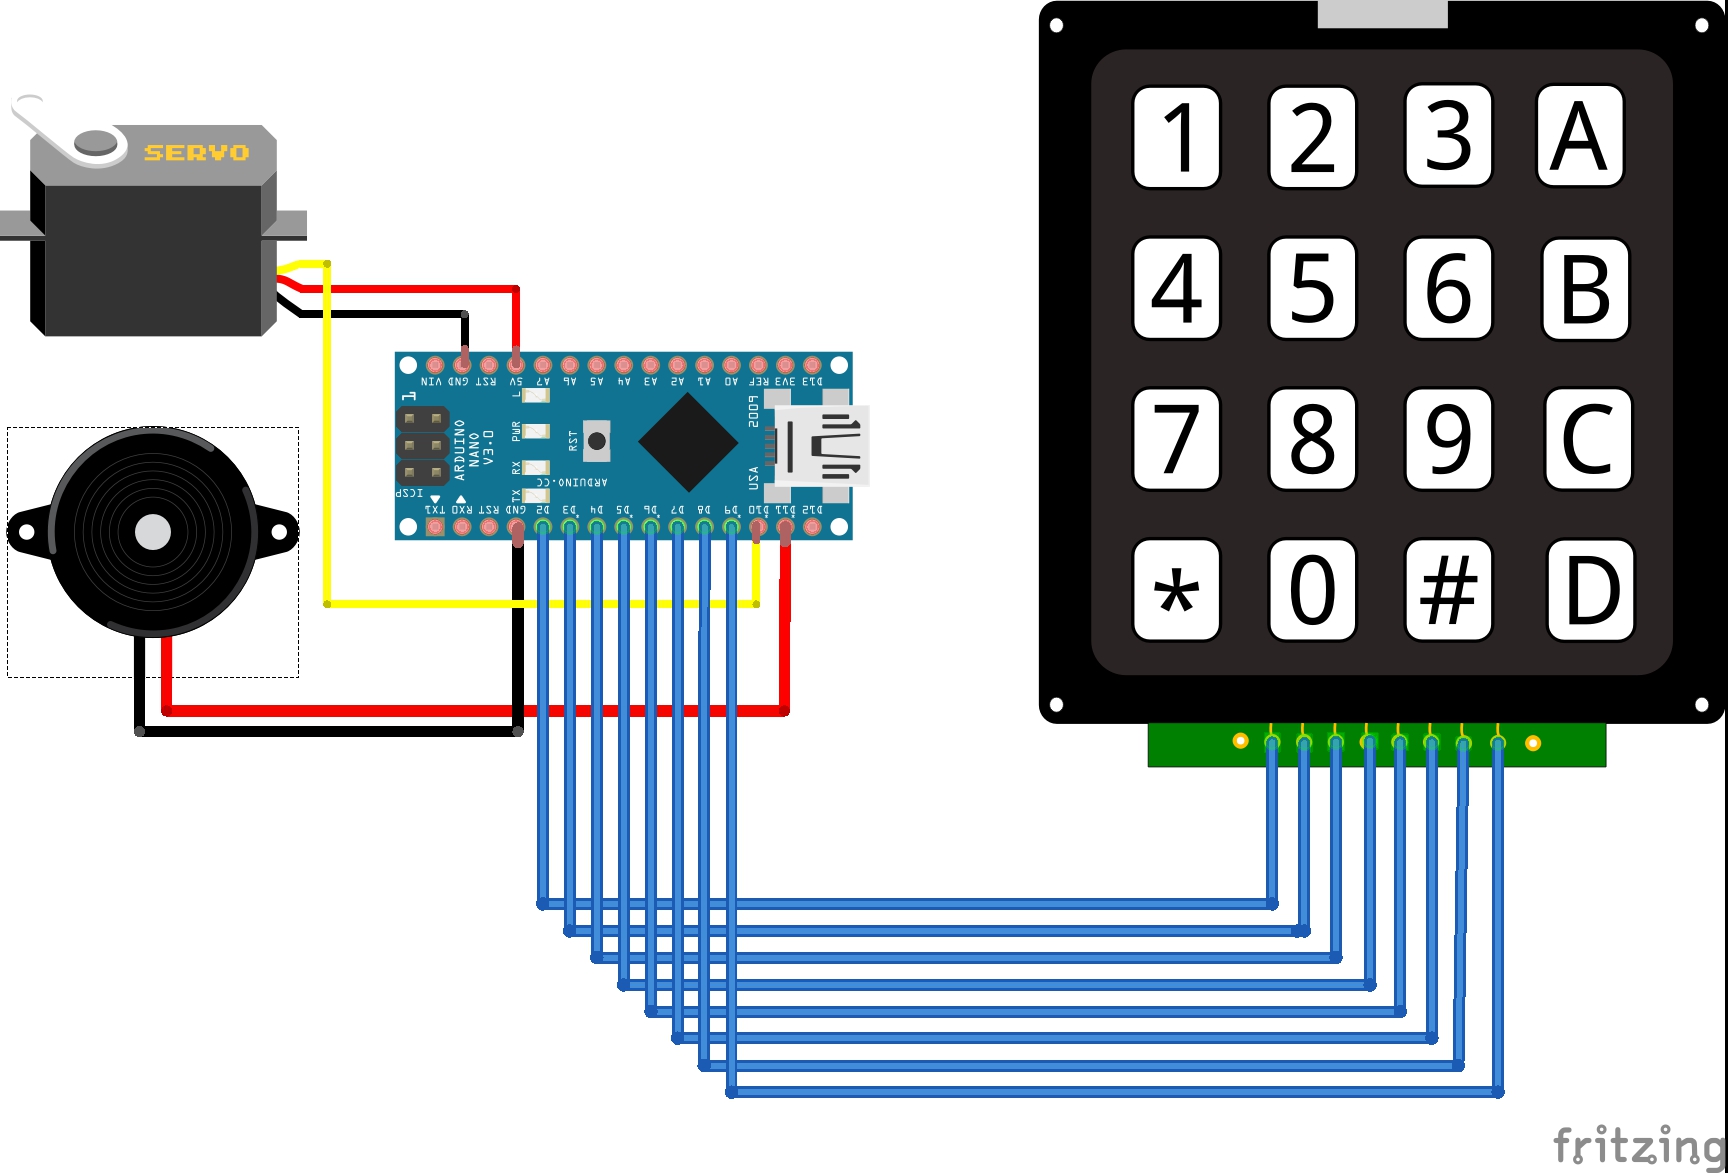 1 2 3 A
SERVO
4 5 6 B
VIN GND RST 5V A7 A6 A5 A4 A3 A2 A1 A0 REF 3V3 D13
L
1
PWR
RST
ARDUINO
NANO
V3.0
RX
TX
ARDUINO.CC
2009
USA
ICSP
TX1 RX0 RST GND D2 D3* D4 D5* D6* D7 D8 D9* D10* D11* D12
7 8 9 C
* 0 # D
fritzing